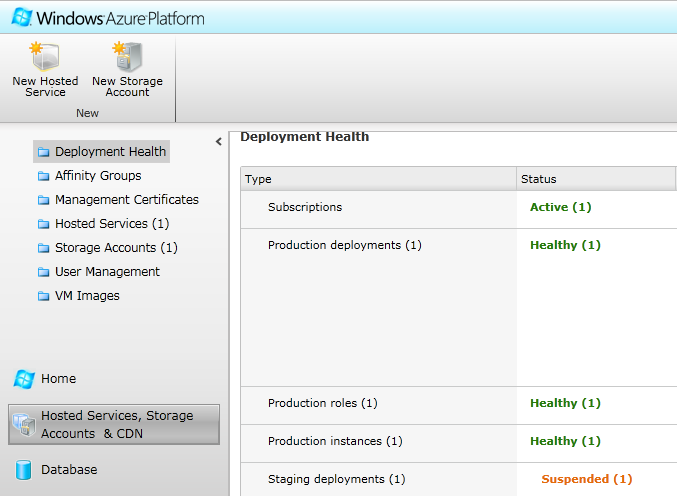 Windows Azure Platform
New Hosted
Service
New Storage
Account
New
Deployment Health
Affinity Groups
Management Certificates
Hosted Services (1)
Storage Accounts (1)
User Management
VM Images
Home
Hosted Services, Storage
Accounts & CDN
Database
Deployment Health
Type Status
Subscriptions Active (1)
Production deployments (1) Healthy (1)
Production roles (1) Healthy (1)
Production instances (1) Healthy (1)
Staging deployments (1) Suspended (1)